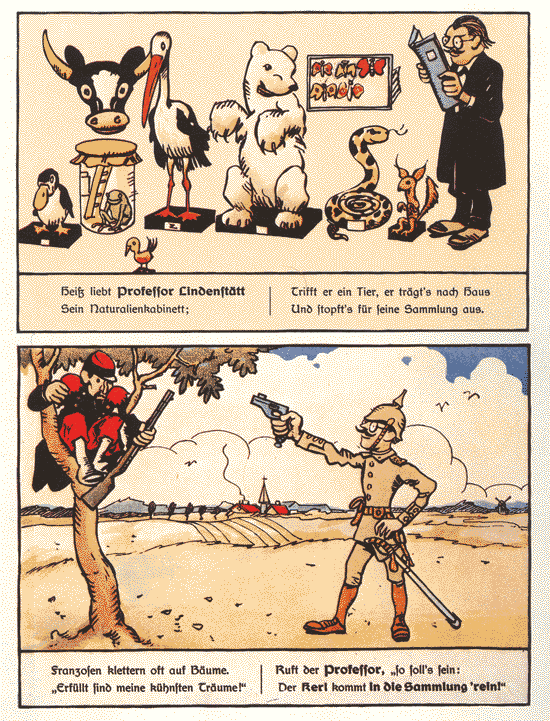 Heiß liebt Professor Lindenstätt
Sein Naturalienkabinett;
Trifft er ein Tier, er trägt's nach Haus
Und stopft's für seine Sammlung aus.
Franzosen klettern oft auf Bäume.
„Erfüllt sind meine kühnsten Träume!“
Ruft der Professor, „so soll's sein:
Der Kerl kommt in die Sammlung 'rein!“